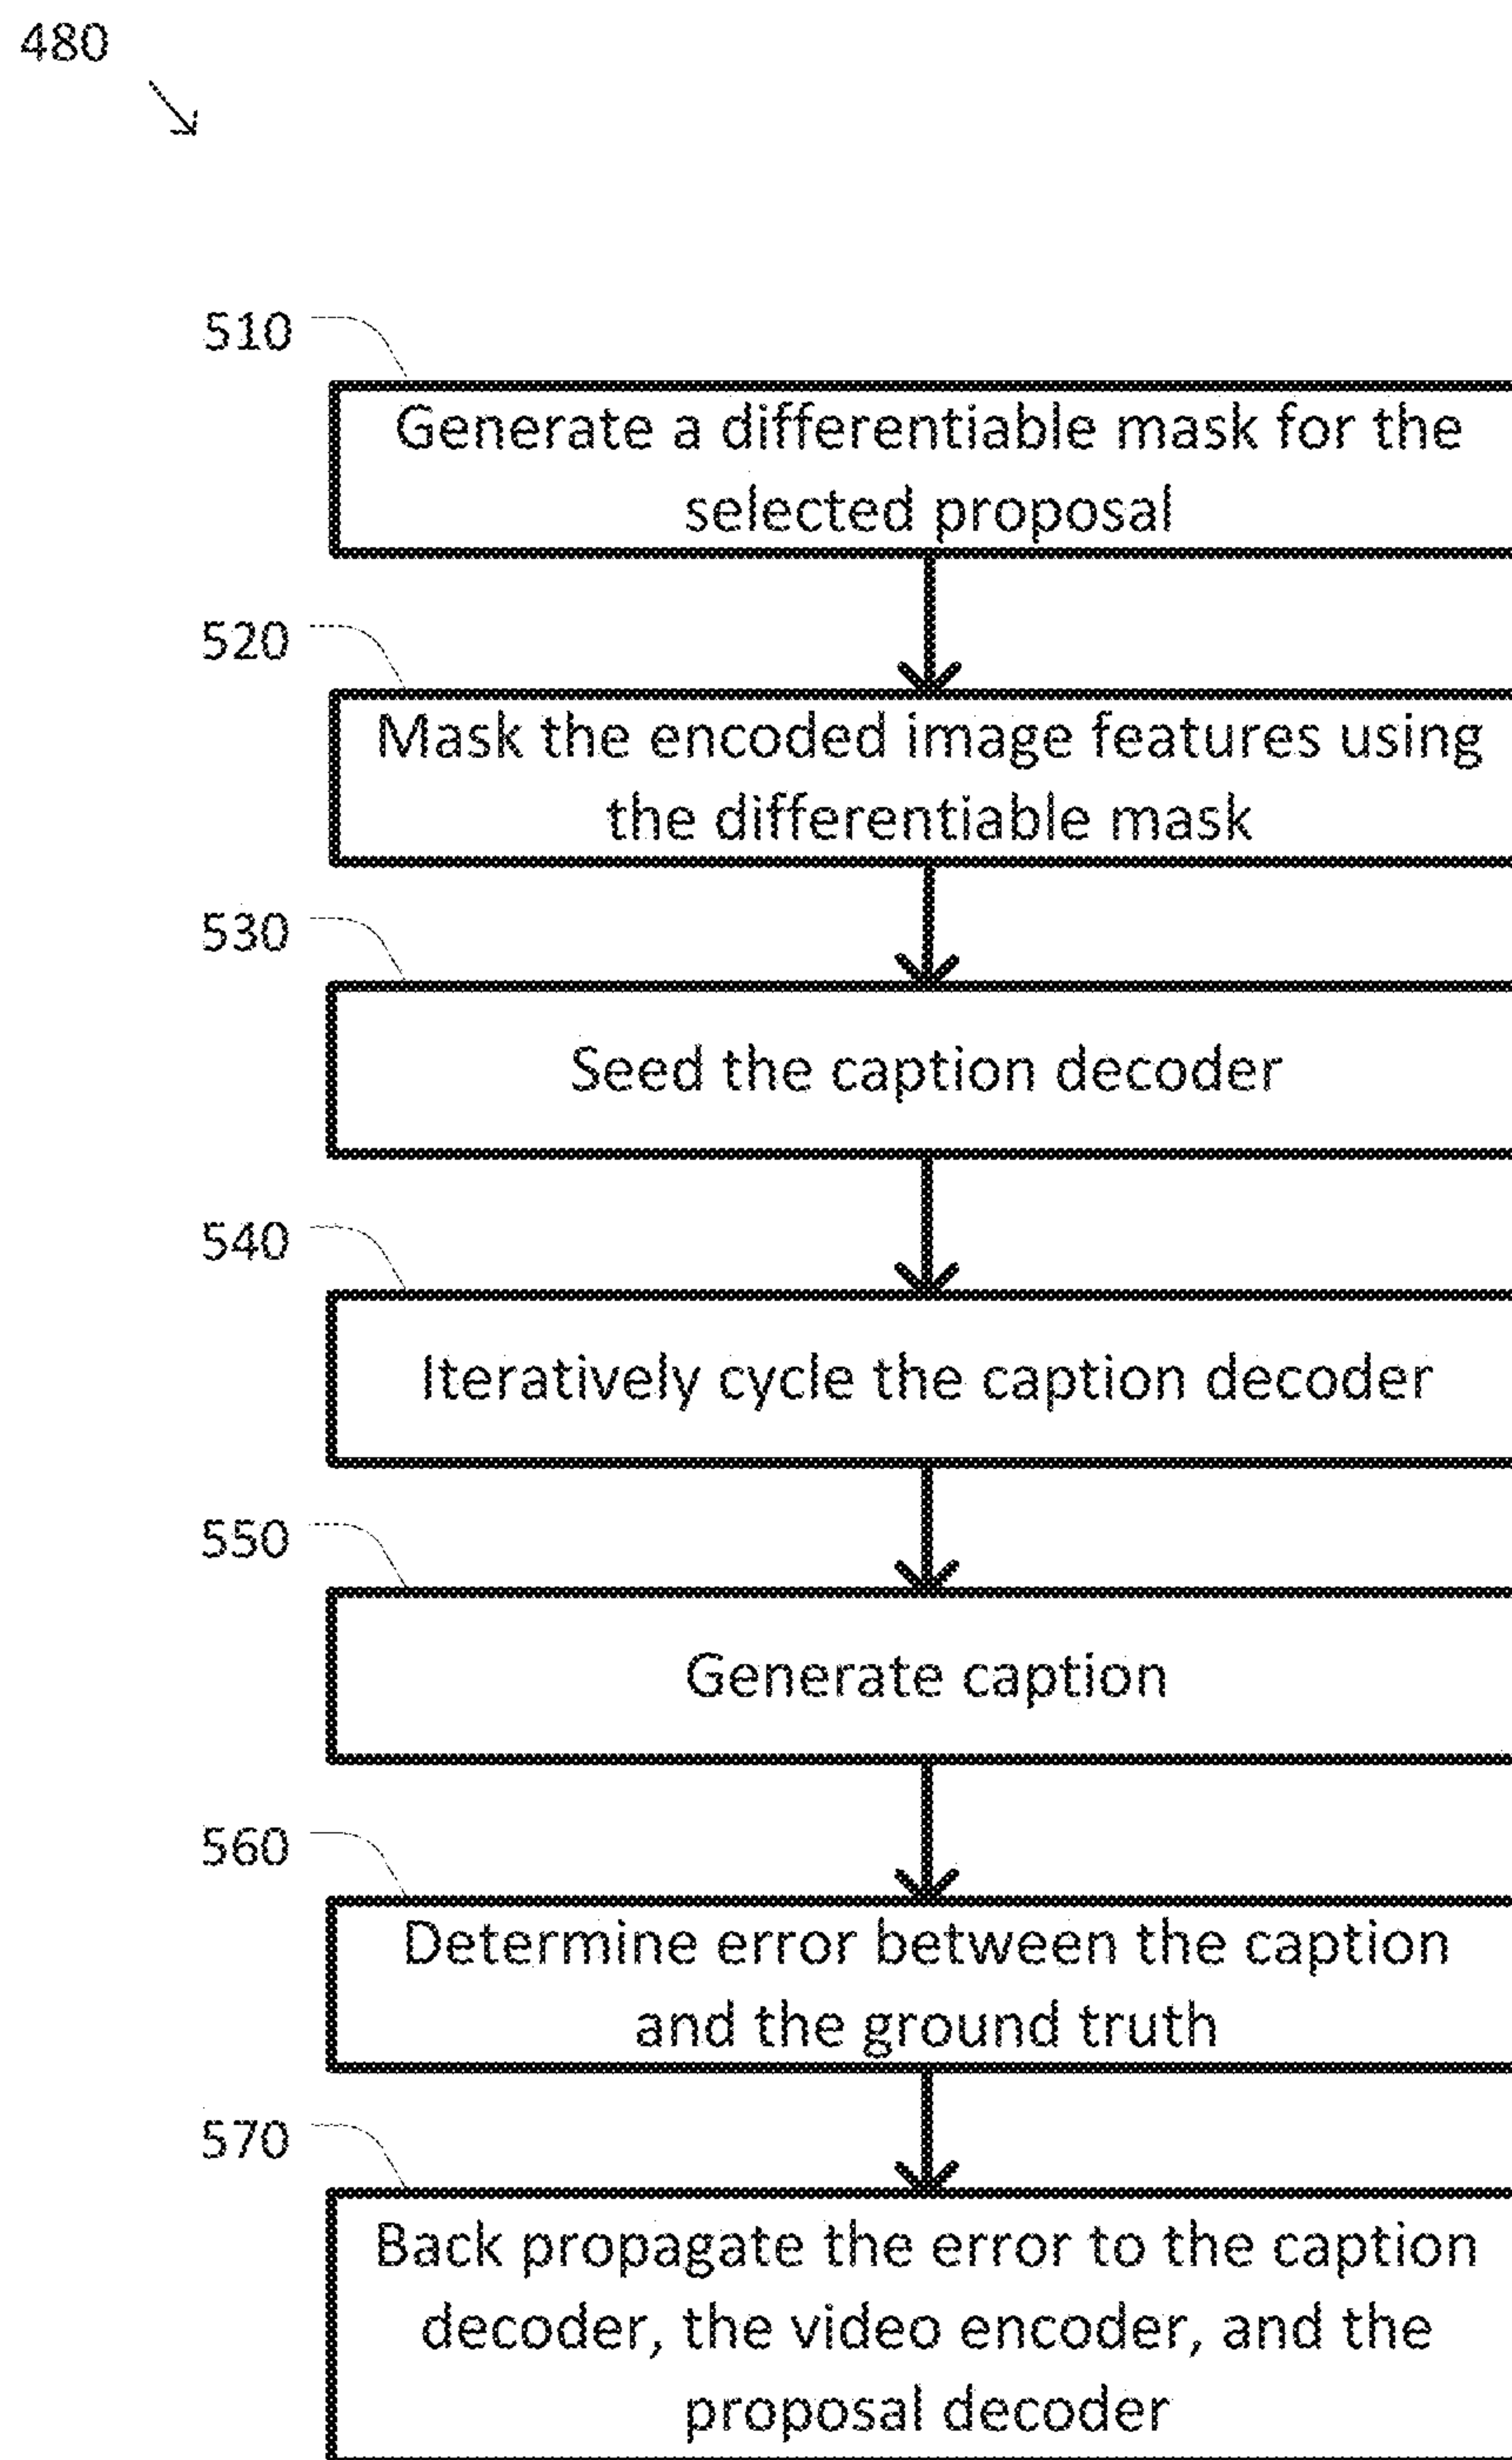 480
510
Generate a differentiable mask for the
selected proposal
520
Mask the encoded image features using
the differentiable mask
530
Seed the caption decoder
540
Iteratively cycle the caption decoder
550
Generate caption
560
Determine error between the caption
and the ground truth
570
Back propagate the error to the caption
decoder, the video encoder, and the
proposal decoder